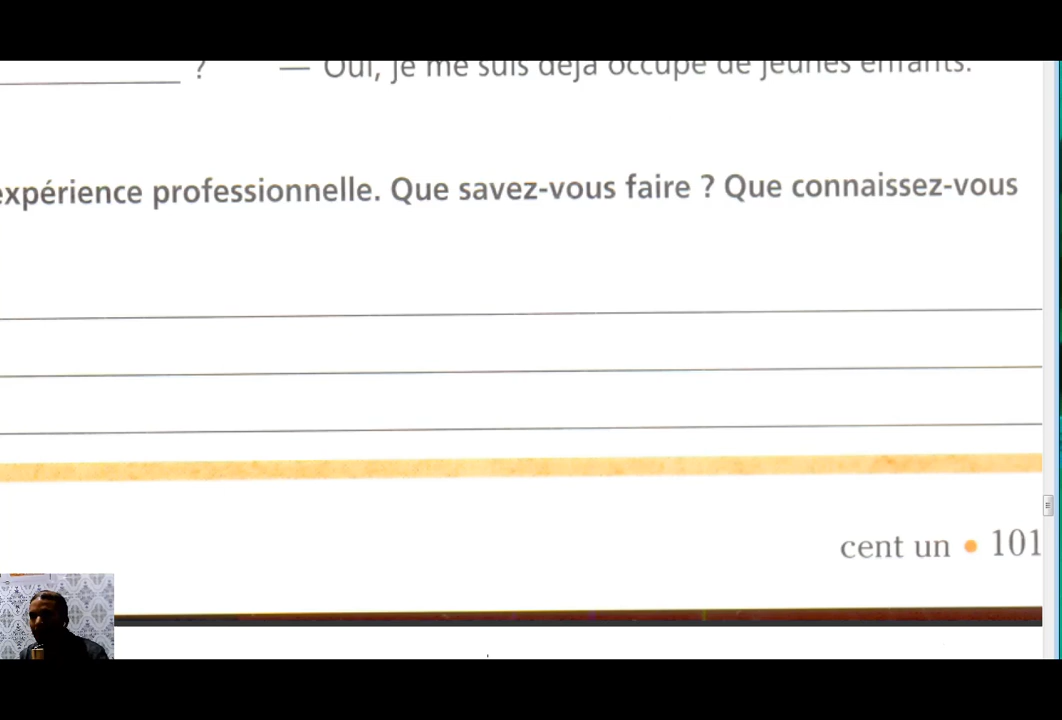 ? — Oui, je me suis déjà occupé de jeunes enfants.
expérience professionnelle. Que savez-vous faire ? Que connaissez-vous
cent un • 101